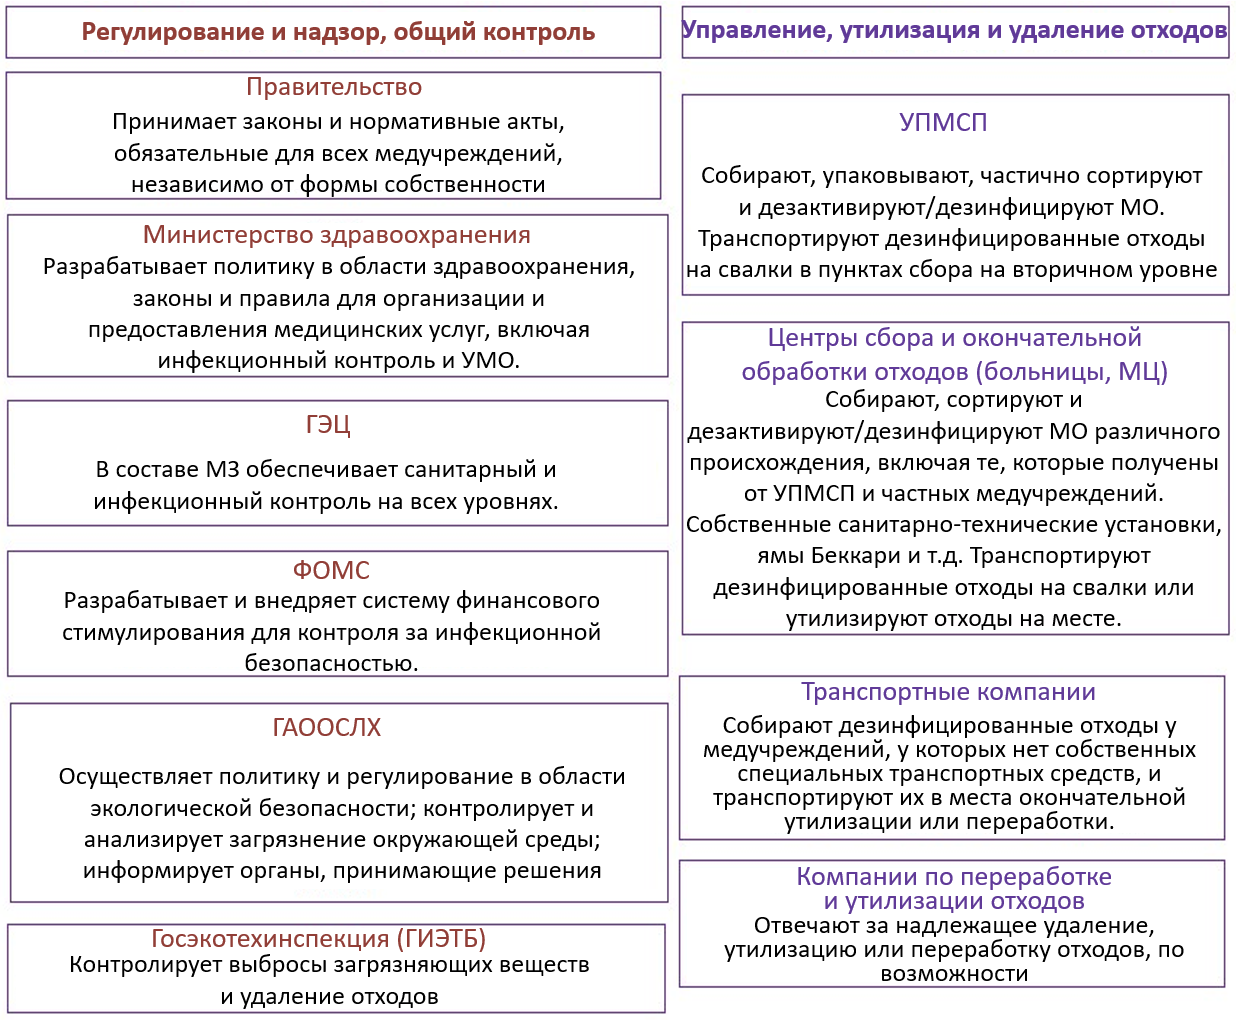 Регулирование и надзор, общий контроль
Правительство
Принимает законы и нормативные акты,
обязательные для всех медучреждений,
независимо от формы собственности
Министерство здравоохранения
Разрабатывает политику в области здравоохранения,
законы и правила для организации и
предоставления медицинских услуг, включая
инфекционный контроль и УМО.
ГЭЦ
В составе МЗ обеспечивает санитарный и
инфекционный контроль на всех уровнях.
ФОМС
Разрабатывает и внедряет систему финансового
стимулирования для контроля за инфекционной
безопасностью.
ГАООСЛХ
Осуществляет политику и регулирование в области
экологической безопасности; контролирует и
анализирует загрязнение окружающей среды;
информирует органы, принимающие решения
Госэкотехинспекция (ГИЭТБ)
Контролирует выбросы загрязняющих веществ
и удаление отходов
Управление, утилизация и удаление отходов
УПМСП
Собирают, упаковывают, частично сортируют
и дезактивируют/дезинфицируют МО.
Транспортируют дезинфицированные отходы
на свалки в пунктах сбора на вторичном уровне
Центры сбора и окончательной
обработки отходов (больницы, МЦ)
Собирают, сортируют и
дезактивируют/дезинфицируют МО различного
происхождения, включая те, которые получены
от УПМСП и частных медучреждений.
Собственные санитарно-технические установки,
ямы Беккари и т.д. Транспортируют
дезинфицированные отходы на свалки или
утилизируют отходы на месте.
Транспортные компании
Собирают дезинфицированные отходы у
медучреждений, у которых нет собственных
специальных транспортных средств, и
транспортируют их в места окончательной
утилизации или переработки.
Компании по переработке
и утилизации отходов
Отвечают за надлежащее удаление,
утилизацию или переработку отходов, по
возможности